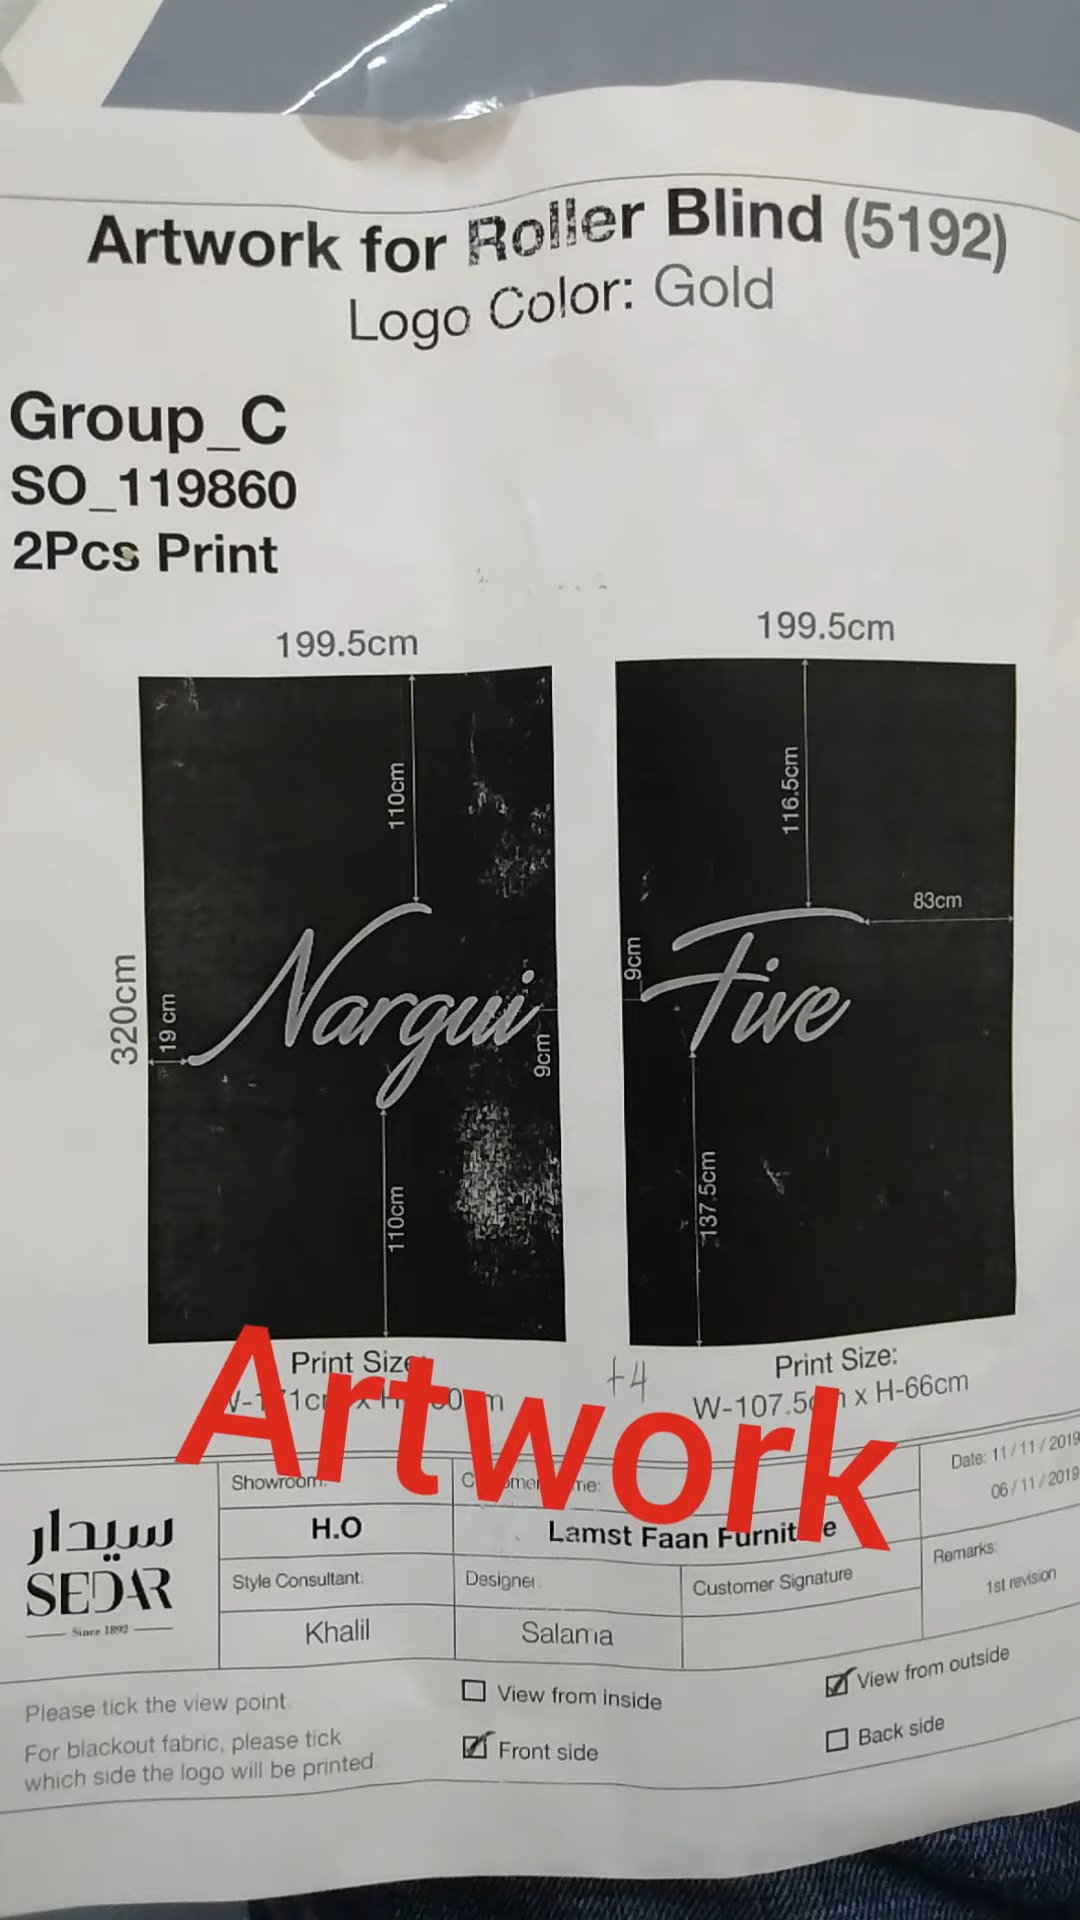 Artwork for Roller Blind (5192)
Logo Color: Gold
Group_C
SO_119860
2Pcs Print
199.5cm
199.5cm
110cm
116.5cm
83cm
320cm
19 cm
Nargui
9cm
9cm
Five
110cm
137.5cm
Print Size:
+4
Print Size:
W-107.5cm x H-66cm
Artwork
Showroom:
Customer Name:
Date: 11/11/2019
06/11/2019
H.O
Lamst Faan Furniture
سيدار
SEDAR
Since 1892
Style Consultant:
Designer
Customer Signature
Remarks:
1st revision
Khalil
Salama
Please tick the view point
View from inside
View from outside
For blackout fabric, please tick
which side the logo will be printed.
Front side
Back side